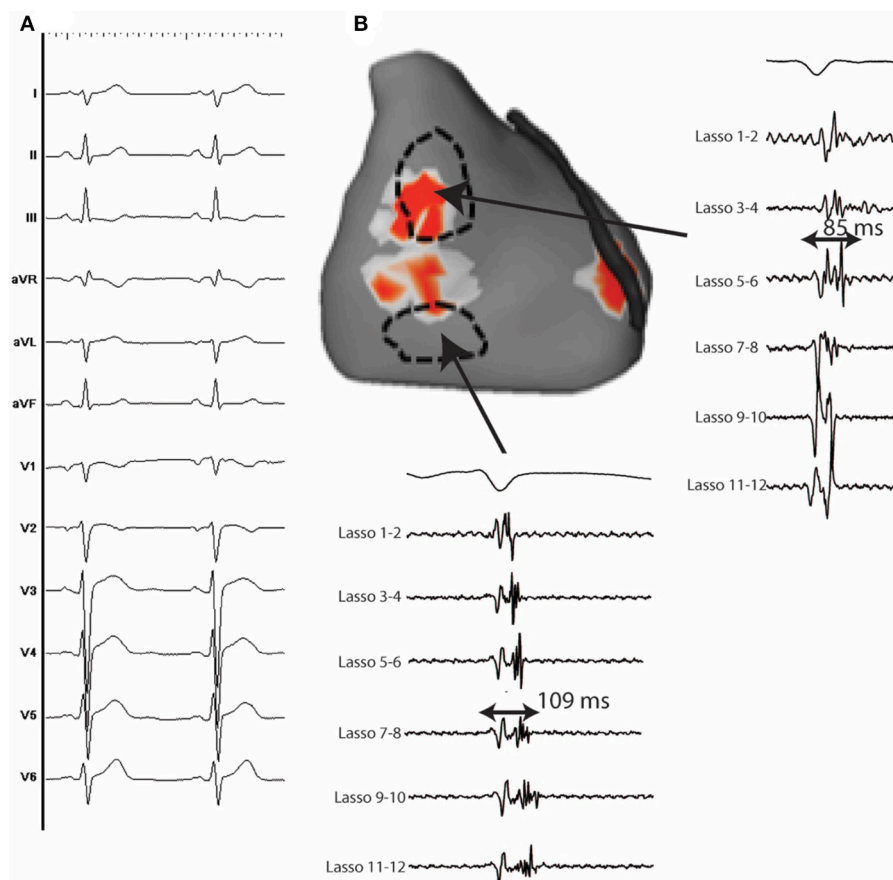 A
I
II
III
aVR
aVL
aVF
V1
V2
V3
V4
V5
V6
B
Lasso 1-2
Lasso 3-4
85 ms
Lasso 5-6
Lasso 7-8
Lasso 9-10
Lasso 11-12
Lasso 1-2
Lasso 3-4
Lasso 5-6
109 ms
Lasso 7-8
Lasso 9-10
Lasso 11-12